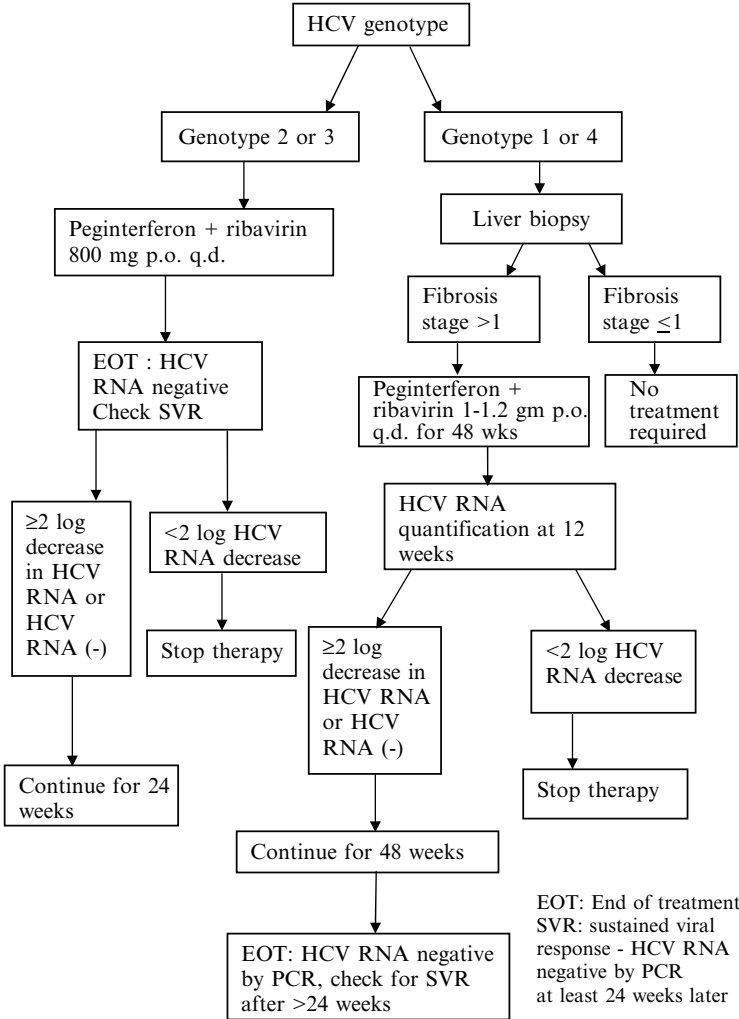 HCV genotype
Genotype 2 or 3
Genotype 1 or 4
Peginterferon + ribavirin
800 mg p.o. q.d.
Liver biopsy
Fibrosis
stage >1
Fibrosis
stage ≤1
EOT : HCV
RNA negative
Check SVR
Peginterferon +
ribavirin 1-1.2 gm p.o.
q.d. for 48 wks
No
treatment
required
≥2 log
decrease
in HCV
RNA or
HCV
RNA (-)
<2 log HCV
RNA decrease
HCV RNA
quantification at 12
weeks
Stop therapy
≥2 log
decrease in
HCV RNA
or HCV
RNA (-)
<2 log HCV
RNA decrease
Continue for 24
weeks
Stop therapy
Continue for 48 weeks
EOT: HCV RNA negative
by PCR, check for SVR
after >24 weeks
EOT: End of treatment
SVR: sustained viral
response - HCV RNA
negative by PCR
at least 24 weeks later